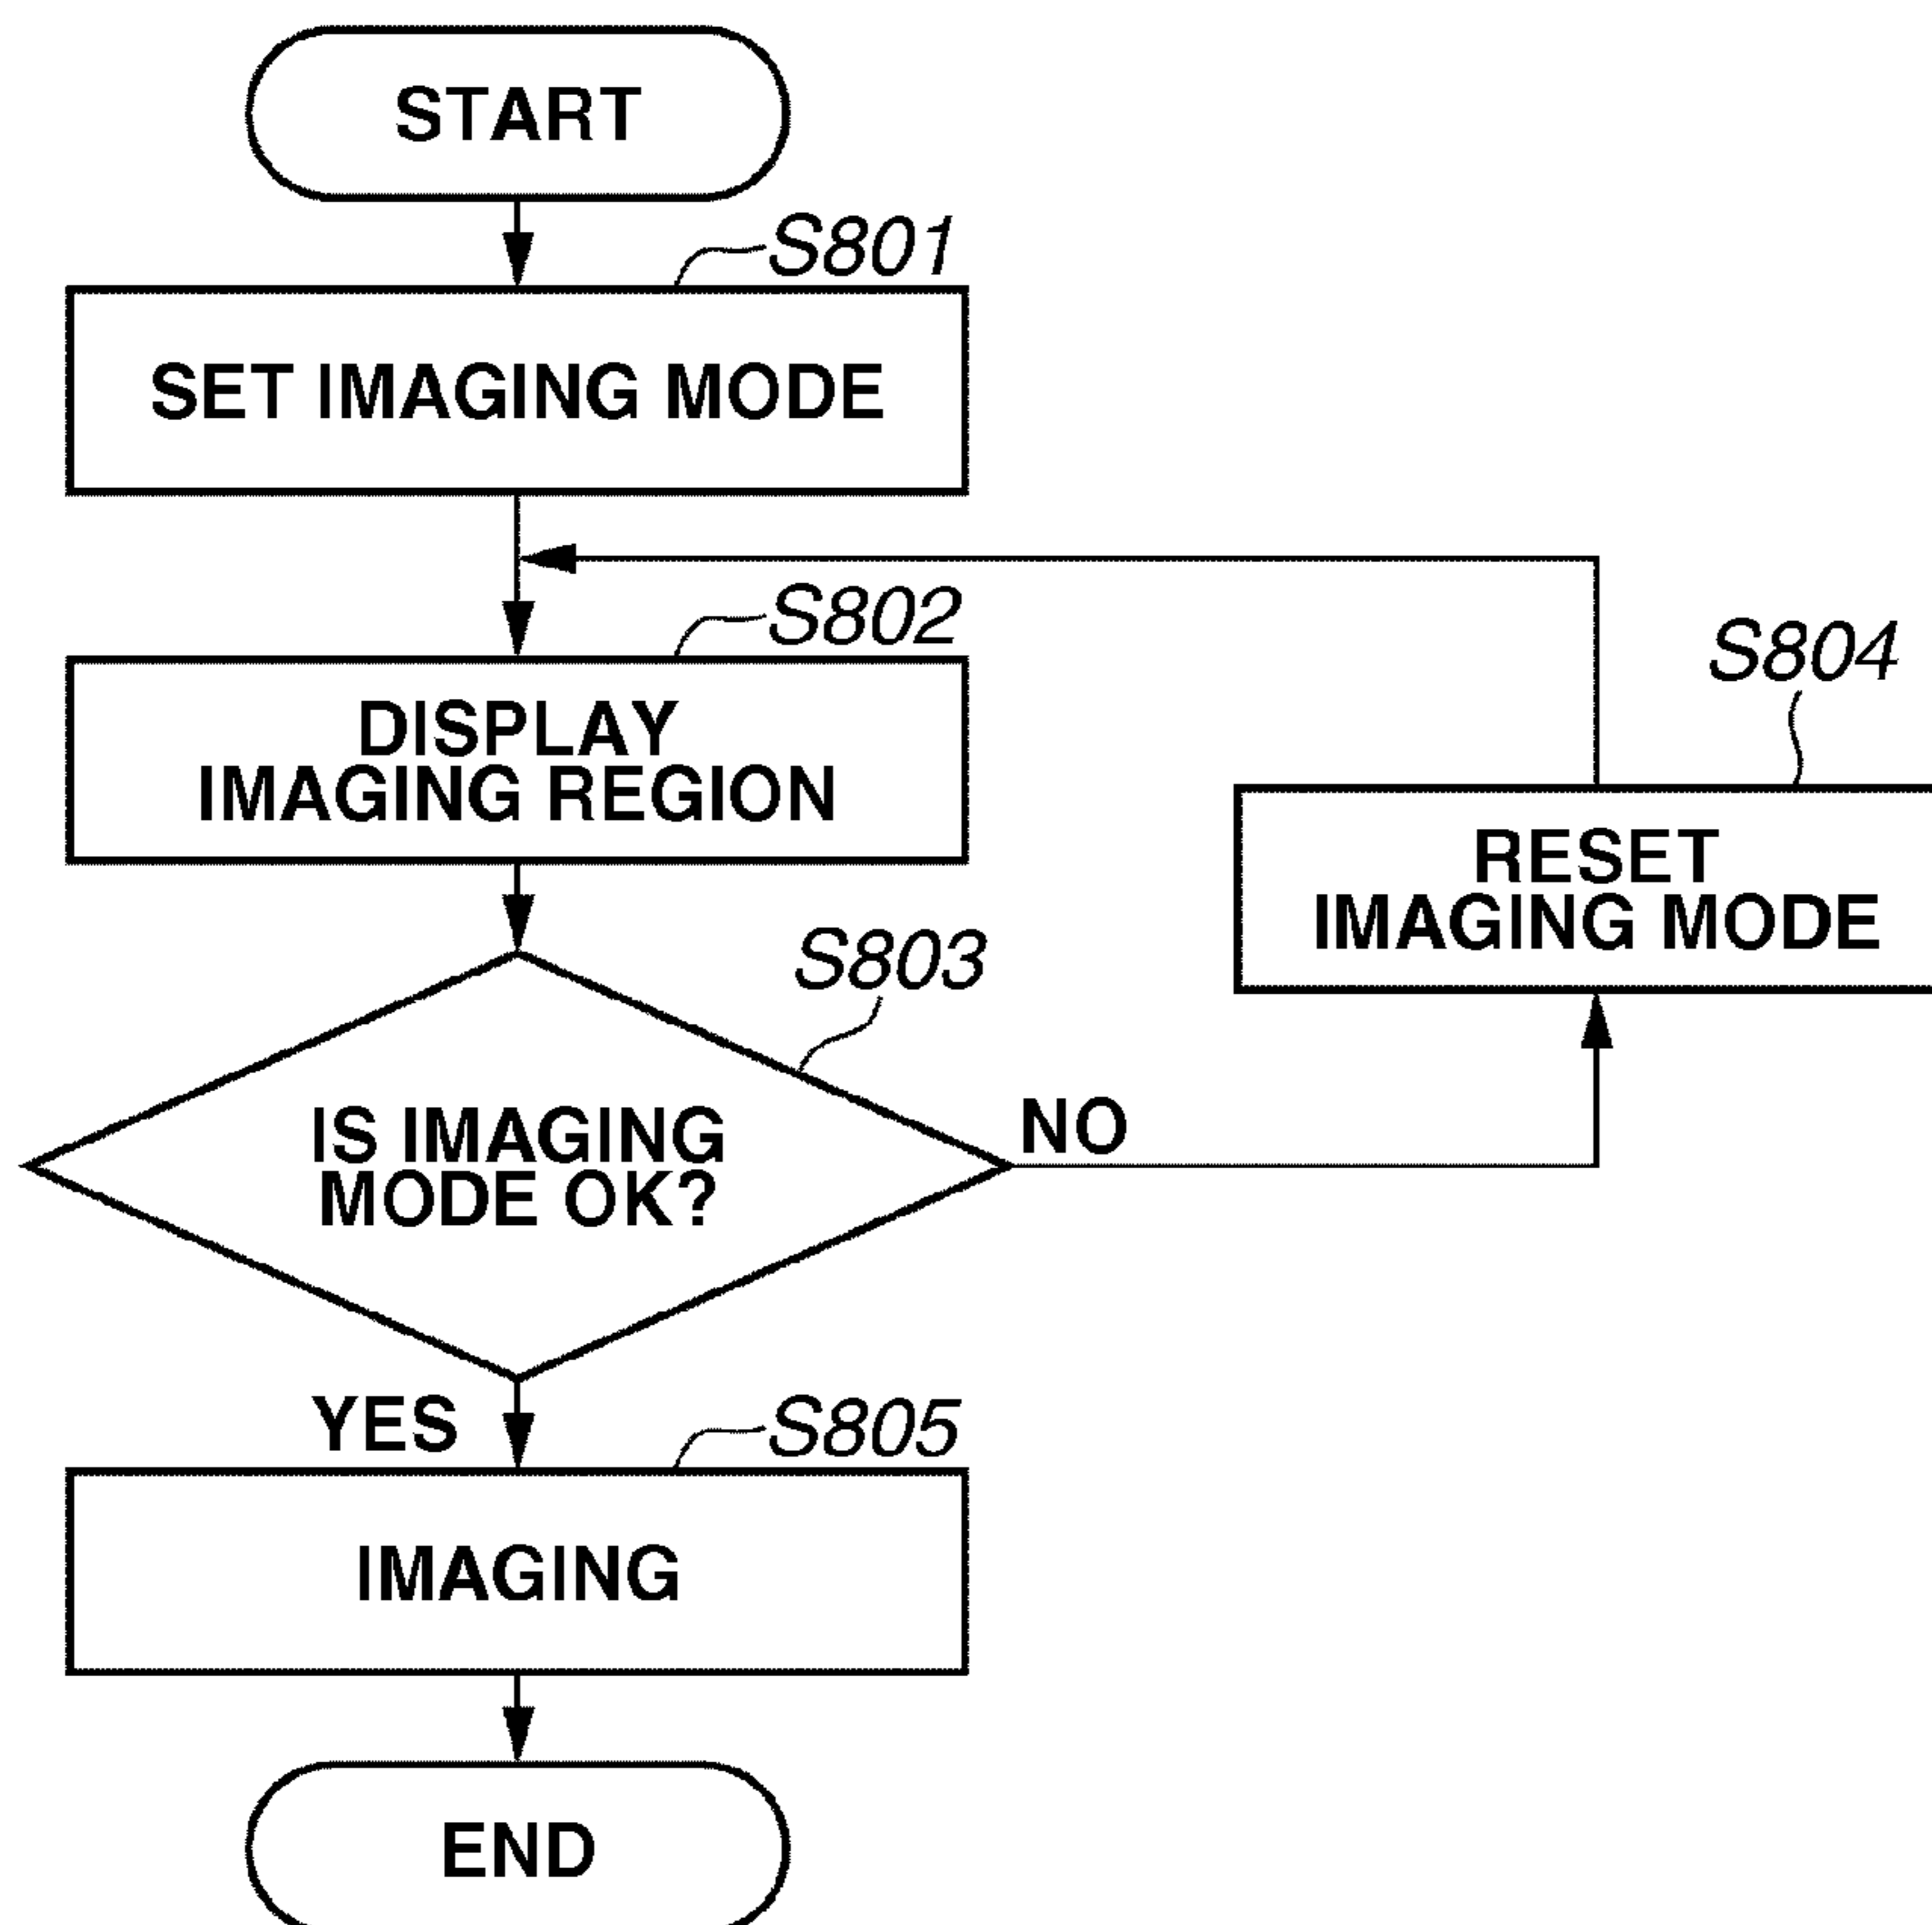 START
S801
SET IMAGING MODE
S802
DISPLAY
IMAGING REGION
S804
RESET
IMAGING MODE
S803
IS IMAGING
MODE OK?
NO
YES
S805
IMAGING
END